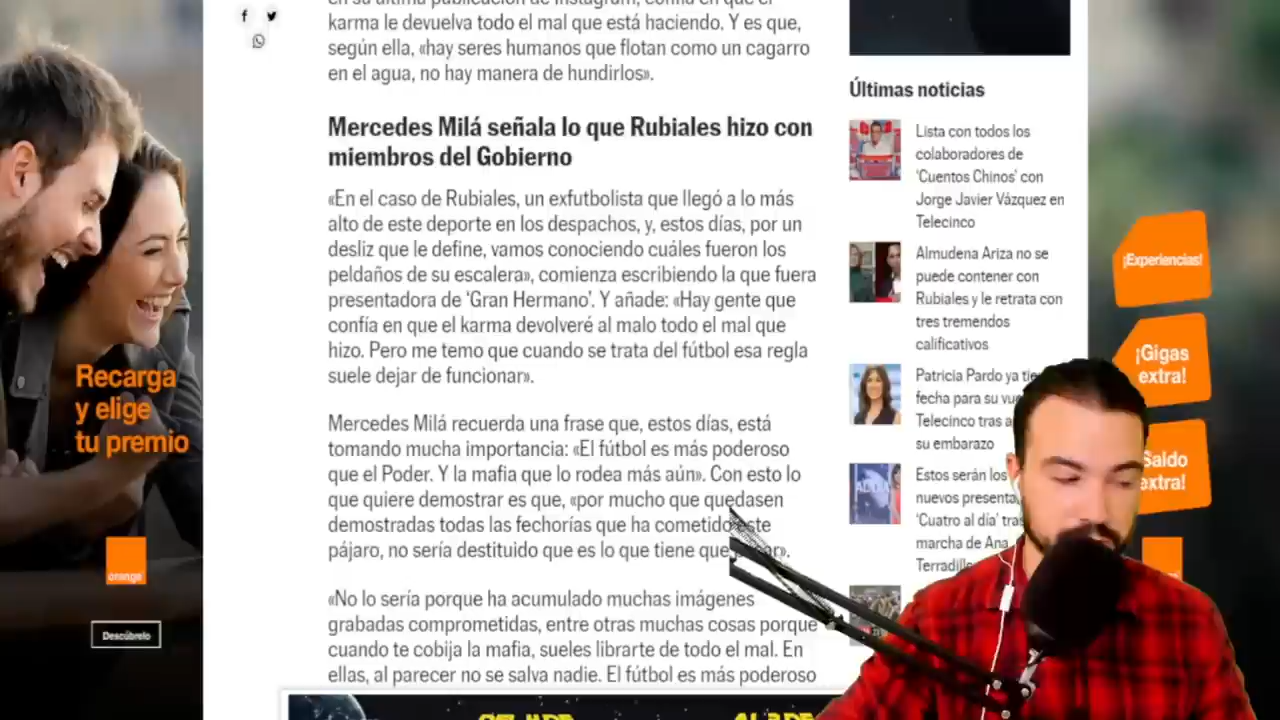 en su última publicación de Instagram, confía en que el
karma le devuelva todo el mal que está haciendo. Y es que,
según ella, «hay seres humanos que flotan como un cagarro
en el agua, no hay manera de hundirlos».
Mercedes Milá señala lo que Rubiales hizo con
miembros del Gobierno
«En el caso de Rubiales, un exfutbolista que llegó a lo más
alto de este deporte en los despachos, y, estos días, por un
desliz que le define, vamos conociendo cuáles fueron los
peldaños de su escalera», comienza escribiendo la que fuera
presentadora de ‘Gran Hermano’. Y añade: «Hay gente que
confía en que el karma devolveré al malo todo el mal que
hizo. Pero me temo que cuando se trata del fútbol esa regla
suele dejar de funcionar».
Mercedes Milá recuerda una frase que, estos días, está
tomando mucha importancia: «El fútbol es más poderoso
que el Poder. Y la mafia que lo rodea más aún». Con esto lo
que quiere demostrar es que, «por mucho que quedasen
demostradas todas las fechorías que ha cometido este
pájaro, no sería destituido que es lo que tiene que
«No lo sería porque ha acumulado muchas imágenes
grabadas comprometidas, entre otras muchas cosas porque
cuando te cobija la mafia, sueles librarte de todo el mal. En
ellas, al parecer no se salva nadie. El fútbol es más poderoso
Últimas noticias
Lista con todos los
colaboradores de
‘Cuentos Chinos’ con
Jorge Javier Vázquez en
Telecinco
Almudena Ariza no se
puede contener con
Rubiales y le retrata con
tres tremendos
calificativos
Patricia Pardo ya
fecha para su
Telecinco tras
su embarazo
Estos serán los
nuevos
‘Cuatro al día’
marcha de Ana
Recarga
y elige
tu premio
orange
Descúbrelo
¡Experiencias!
¡Gigas
extra!
Saldo
extra!